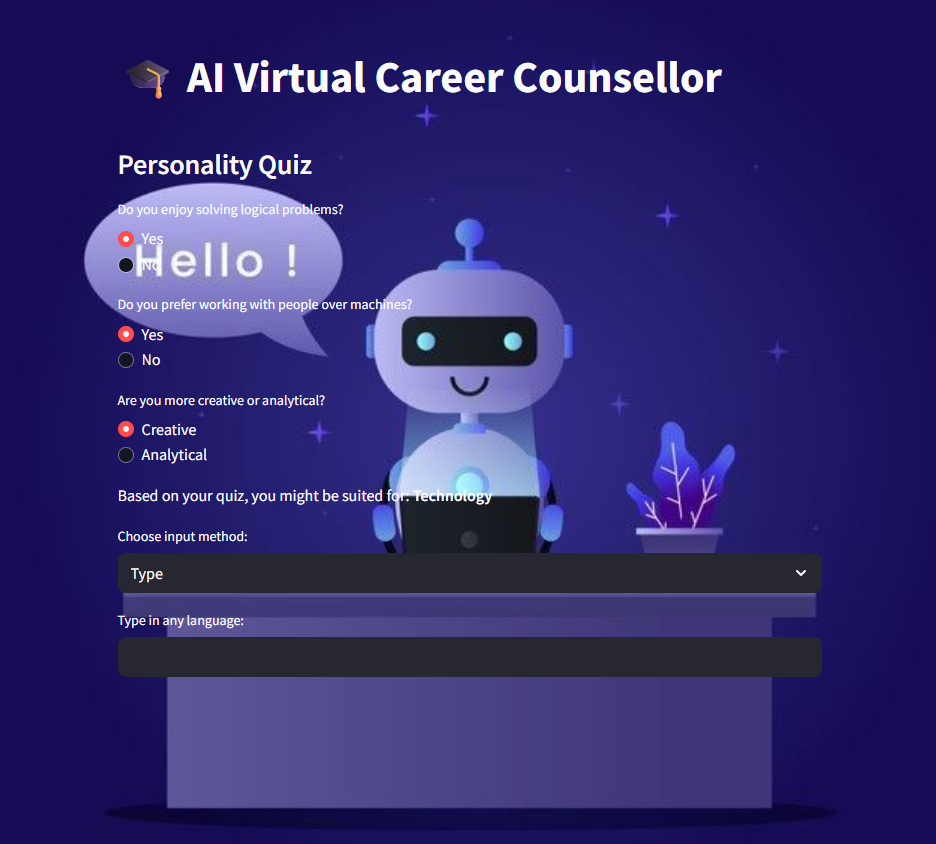 AI Virtual Career Counsellor
Personality Quiz
Do you enjoy solving logical problems?
Yes
Hello !
No
Do you prefer working with people over machines?
Yes
No
Are you more creative or analytical?
Creative
Analytical
Based on your quiz, you might be suited for: Technology
Choose input method:
Type
Type in any language: